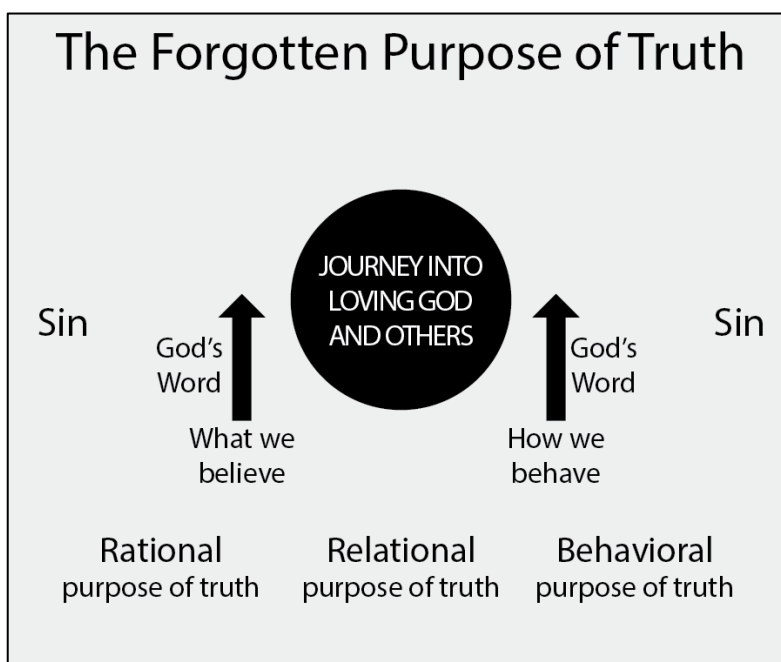 The Forgotten Purpose of Truth
JOURNEY INTO
LOVING GOD
AND OTHERS
Sin
God's
Word
What we
believe
God's
Word
How we
behave
Sin
Rational
purpose of truth
Relational
purpose of truth
Behavioral
purpose of truth